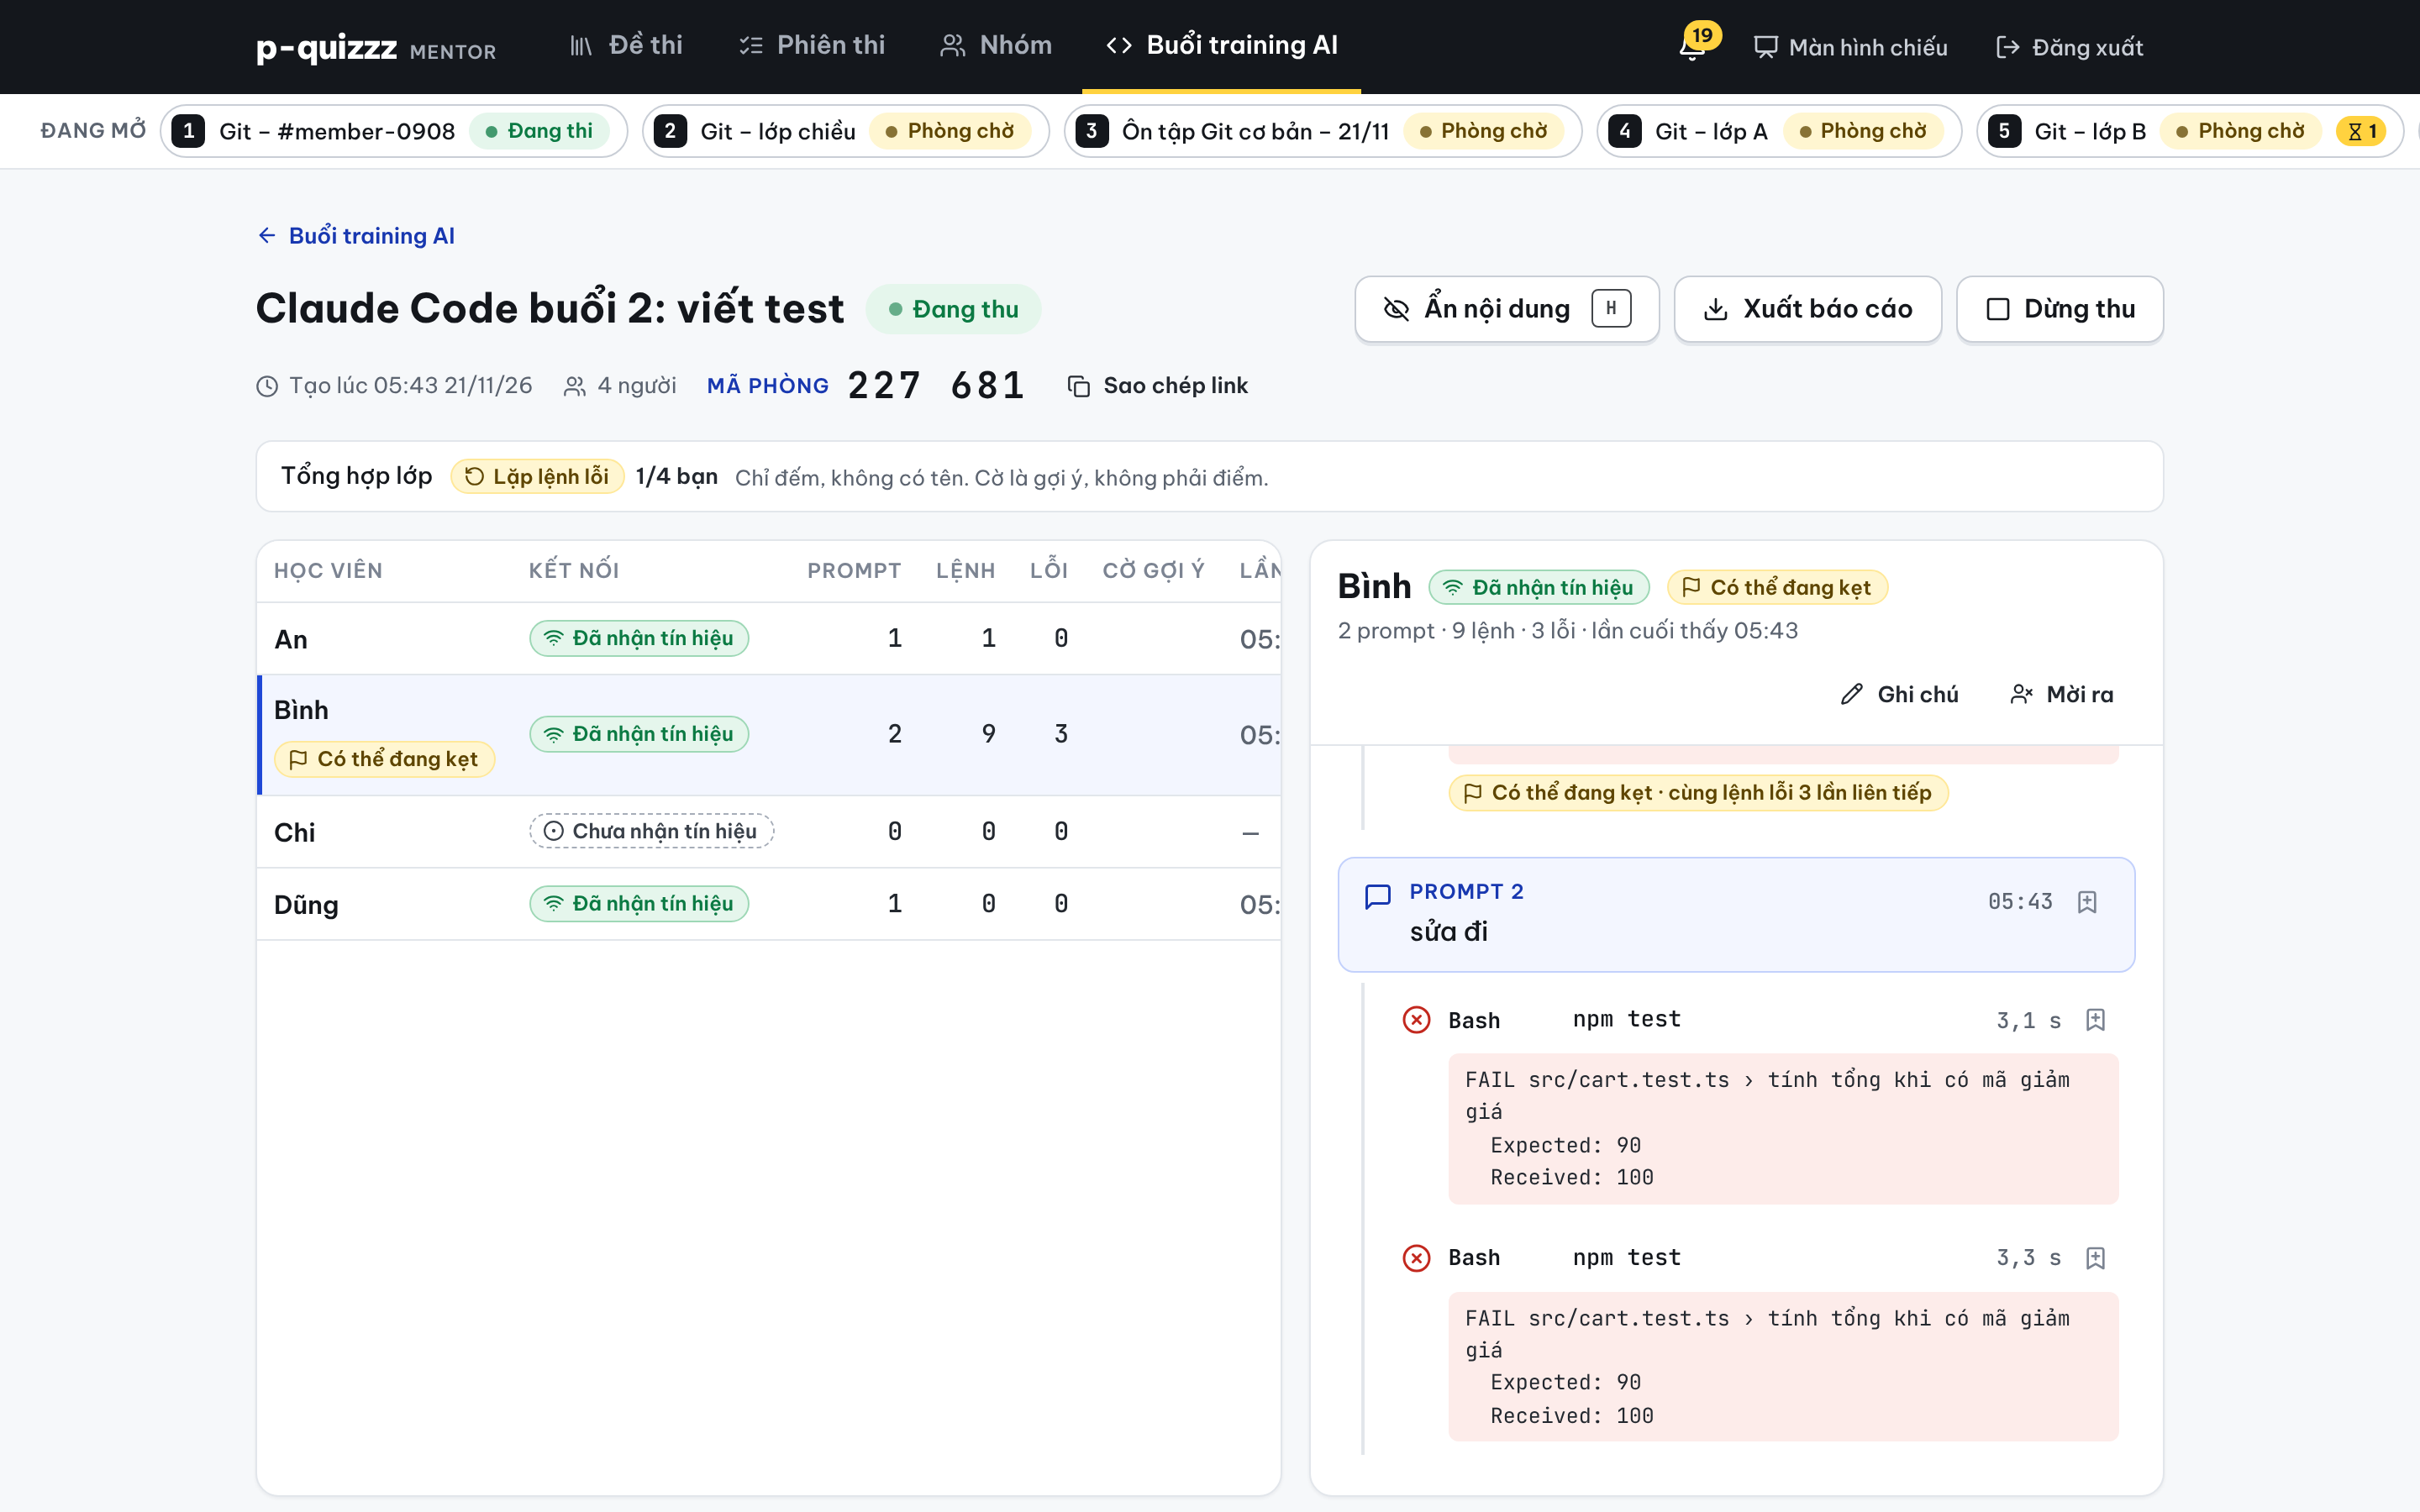 p-quizzz MENTOR Đề thi Phiên thi Nhóm Buổi training AI 19 Màn hình chiếu Đăng xuất
ĐANG MỞ 1 Git – #member-0908 Đang thi 2 Git – lớp chiều Phòng chờ 3 Ôn tập Git cơ bản – 21/11 Phòng chờ 4 Git – lớp A Phòng chờ 5 Git – lớp B Phòng chờ 1
Buổi training AI
Claude Code buổi 2: viết test Đang thu Ẩn nội dung H Xuất báo cáo Dừng thu
Tạo lúc 05:43 21/11/26 4 người MÃ PHÒNG 227 681 Sao chép link
Tổng hợp lớp Lặp lệnh lỗi 1/4 bạn Chỉ đếm, không có tên. Cờ là gợi ý, không phải điểm.
HỌC VIÊN KẾT NỐI PROMPT LỆNH LỖI CỜ GỢI Ý LẦN
An Đã nhận tín hiệu 1 1 0 05:
Bình
Có thể đang kẹt
Đã nhận tín hiệu 2 9 3 05:
Chi Chưa nhận tín hiệu 0 0 0 –
Dũng Đã nhận tín hiệu 1 0 0 05:
Bình Đã nhận tín hiệu Có thể đang kẹt
2 prompt · 9 lệnh · 3 lỗi · lần cuối thấy 05:43
Ghi chú Mời ra
Có thể đang kẹt · cùng lệnh lỗi 3 lần liên tiếp
PROMPT 2 05:43
sửa đi
Bash npm test 3,1 s
FAIL src/cart.test.ts › tính tổng khi có mã giảm
giá
Expected: 90
Received: 100
Bash npm test 3,3 s
FAIL src/cart.test.ts › tính tổng khi có mã giảm
giá
Expected: 90
Received: 100